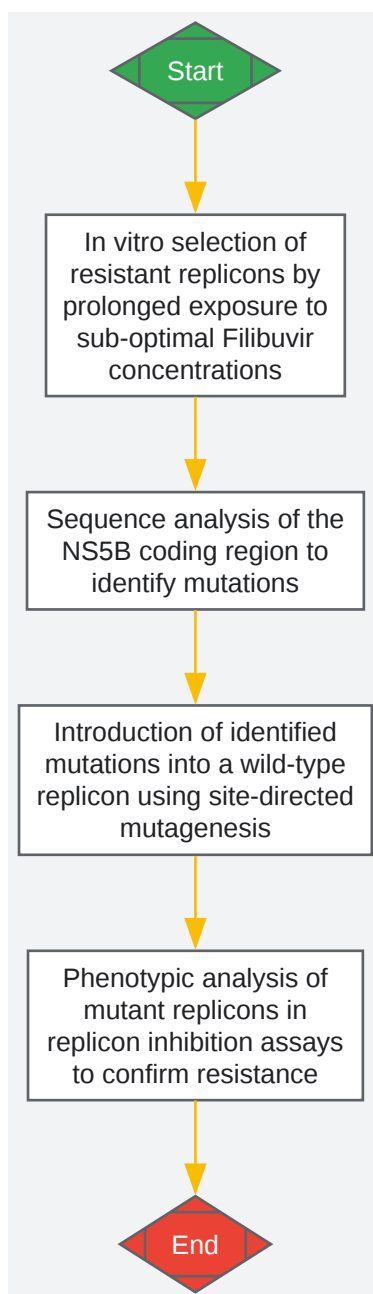 Start
In vitro selection of
resistant replicons by
prolonged exposure to
sub-optimal Filibuvir
concentrations
Sequence analysis of the
NS5B coding region to
identify mutations
Introduction of identified
mutations into a wild-type
replicon using site-directed
mutagenesis
Phenotypic analysis of
mutant replicons in
replicon inhibition assays
to confirm resistance
End